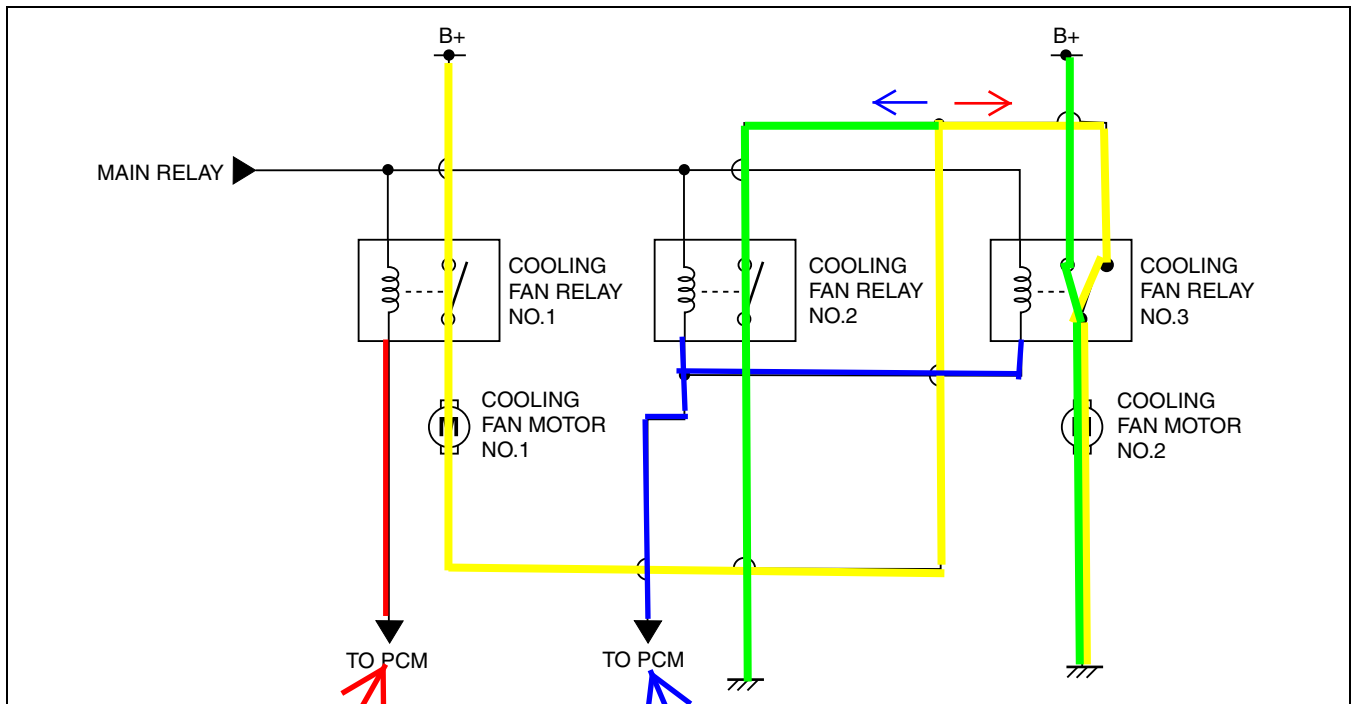 B+
B+
MAIN RELAY
COOLING
FAN RELAY
NO.1
COOLING
FAN RELAY
NO.2
COOLING
FAN RELAY
NO.3
COOLING
FAN MOTOR
NO.1
M
COOLING
FAN MOTOR
NO.2
TO PCM
TO PCM